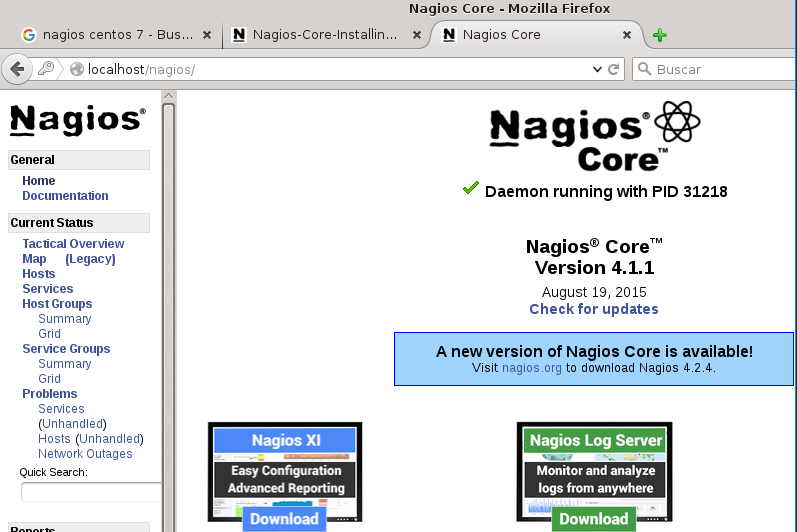 Nagios Core - Mozilla Firefox
nagios centos 7 - Bus...
Nagios-Core-Installin...
Nagios Core
localhost/nagios/
Buscar
Nagios®
General
Home
Documentation
Current Status
Tactical Overview
Map (Legacy)
Hosts
Services
Host Groups
Summary
Grid
Service Groups
Summary
Grid
Problems
Services
(Unhandled)
Hosts (Unhandled)
Network Outages
Quick Search:
Reports
Nagios®
Core™
Daemon running with PID 31218
Nagios® Core™
Version 4.1.1
August 19, 2015
Check for updates
A new version of Nagios Core is available!
Visit nagios.org to download Nagios 4.2.4.
Nagios XI
Easy Configuration
Advanced Reporting
Download
Nagios Log Server
Monitor and analyze
logs from anywhere
Download